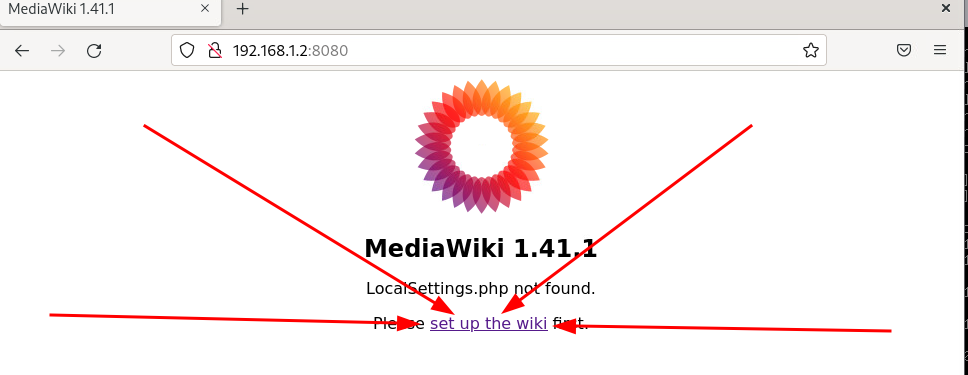 MediaWiki 1.41.1
192.168.1.2:8080
MediaWiki 1.41.1
LocalSettings.php not found.
Please set up the wiki first.